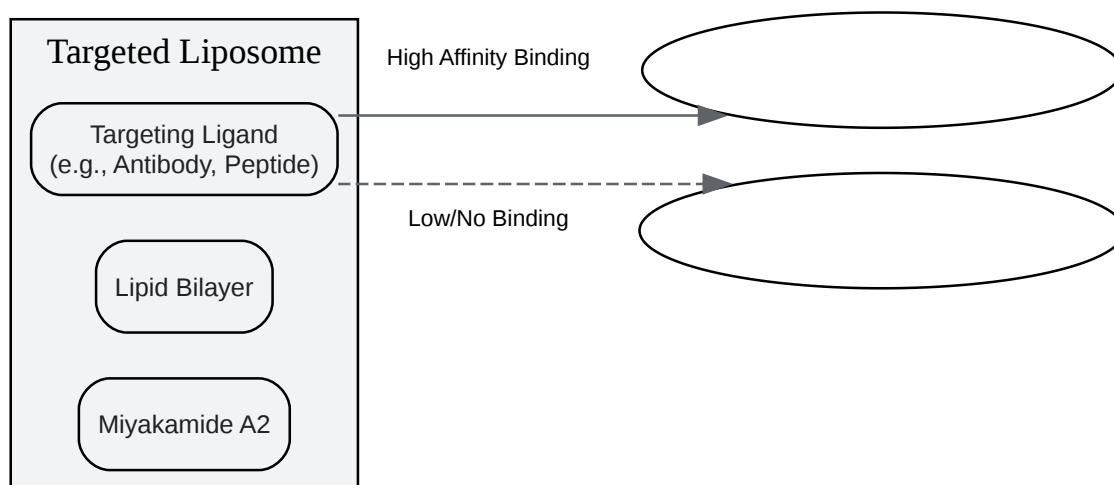 Targeted Liposome
High Affinity Binding
Targeting Ligand
(e.g., Antibody, Peptide)
Low/No Binding
Lipid Bilayer
Miyakamide A2